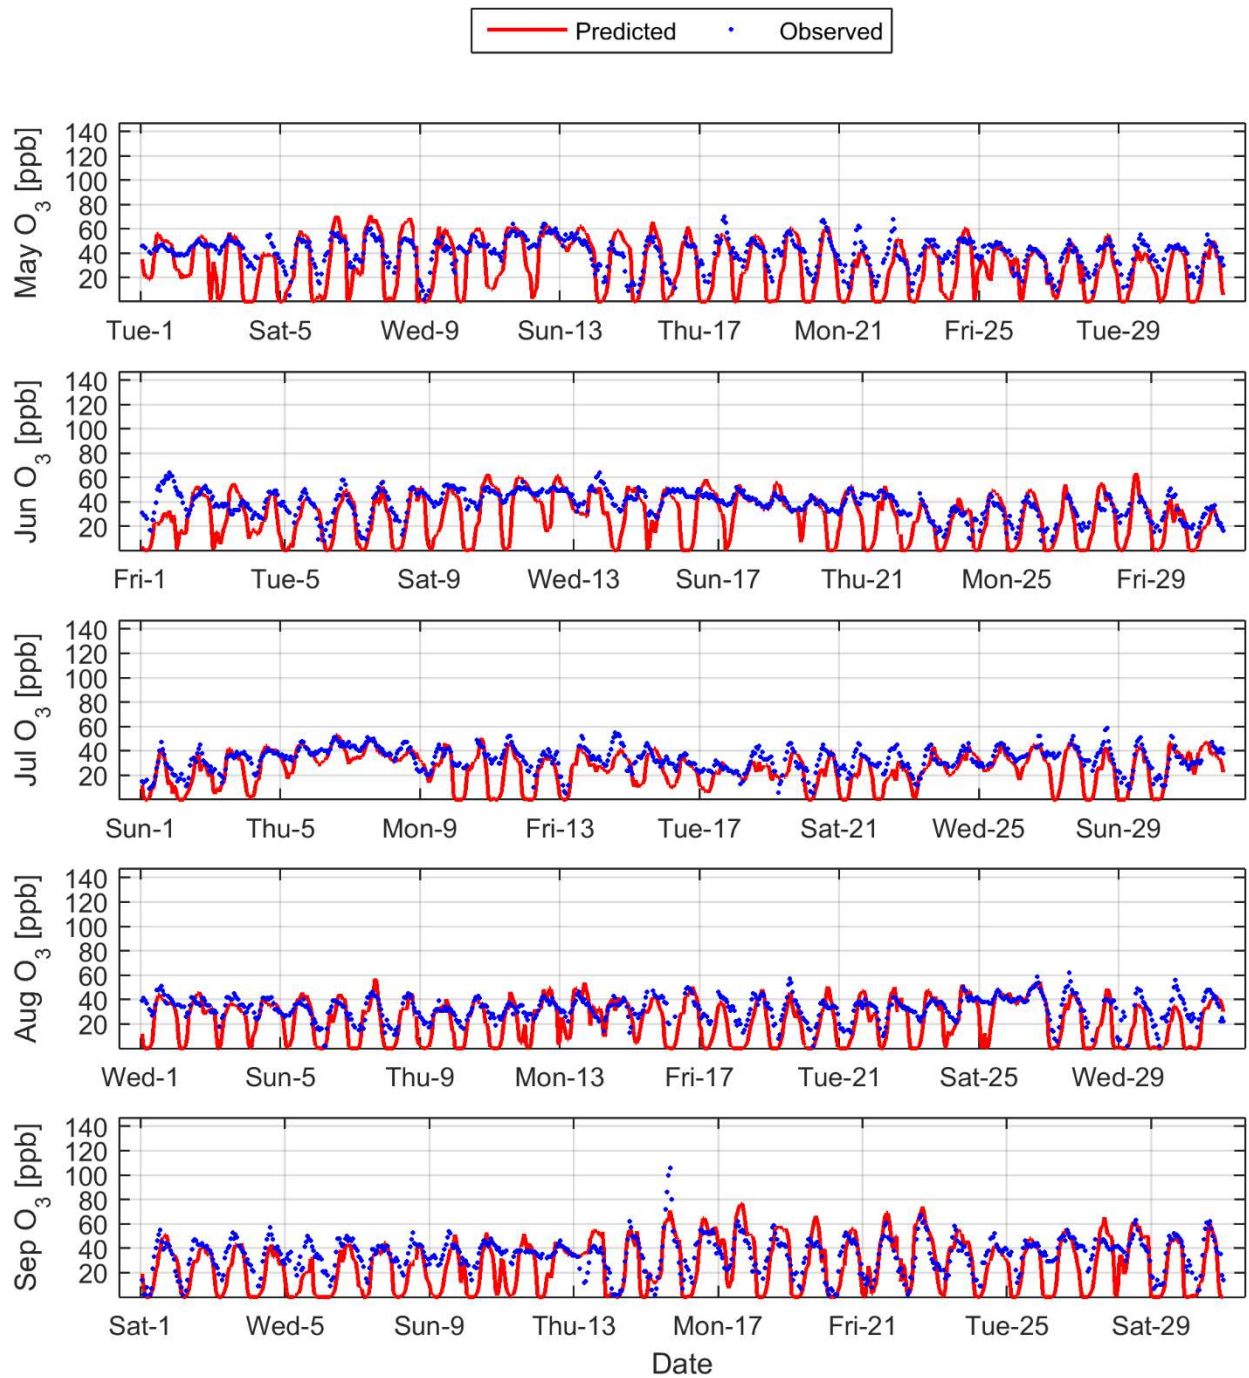 Predicted Observed
May O3 [ppb]
140
120
100
80
60
40
20
Tue-1 Sat-5 Wed-9 Sun-13 Thu-17 Mon-21 Fri-25 Tue-29
Jun O3 [ppb]
140
120
100
80
60
40
20
Fri-1 Tue-5 Sat-9 Wed-13 Sun-17 Thu-21 Mon-25 Fri-29
Jul O3 [ppb]
140
120
100
80
60
40
20
Sun-1 Thu-5 Mon-9 Fri-13 Tue-17 Sat-21 Wed-25 Sun-29
Aug O3 [ppb]
140
120
100
80
60
40
20
Wed-1 Sun-5 Thu-9 Mon-13 Fri-17 Tue-21 Sat-25 Wed-29
Sep O3 [ppb]
140
120
100
80
60
40
20
Sat-1 Wed-5 Sun-9 Thu-13 Mon-17 Fri-21 Tue-25 Sat-29
Date